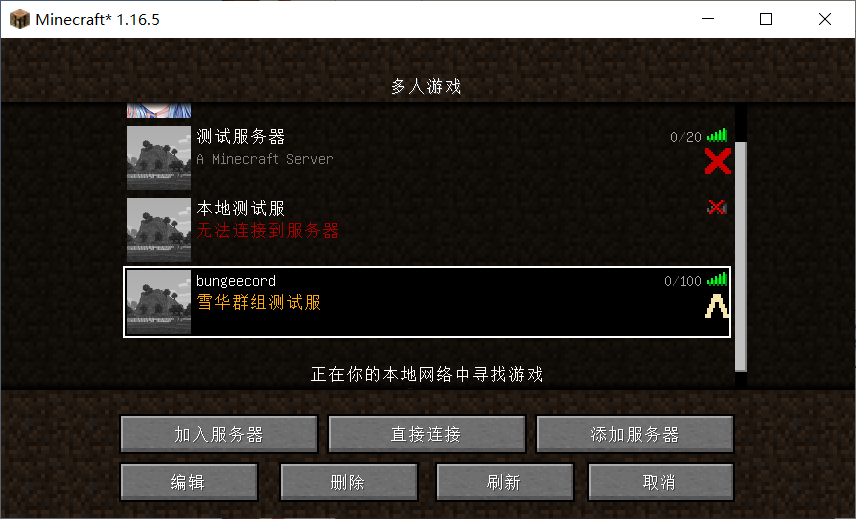 Minecraft* 1.16.5
多人游戏
测试服务器
0/20
A Minecraft Server
本地测试服
无法连接到服务器
bungeecord
0/100
雪华群组测试服
正在你的本地网络中寻找游戏
加入服务器
直接连接
添加服务器
编辑
删除
刷新
取消